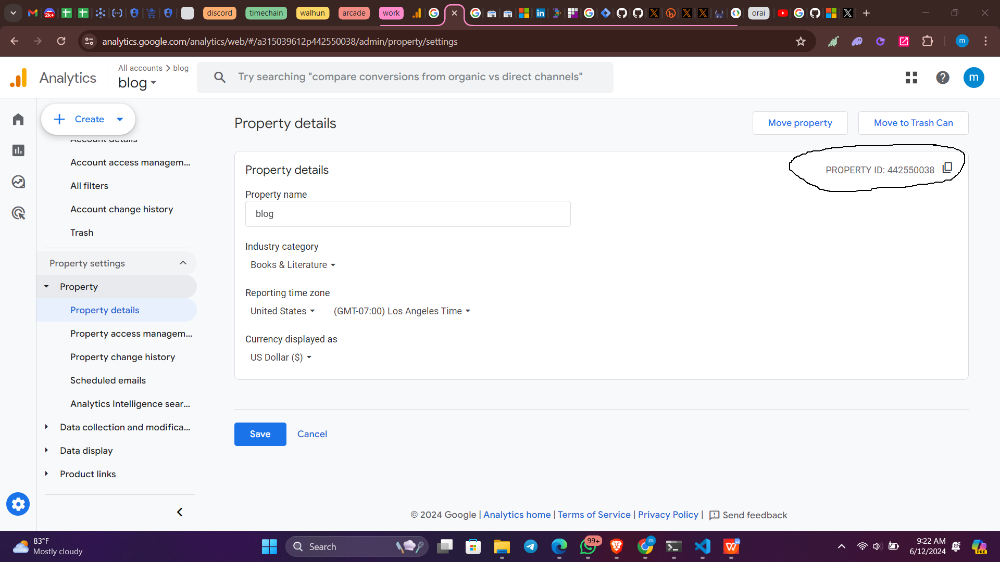 2k+
discord
timechain
walhun
arcade
work
orai
analytics.google.com/analytics/web/#/a315039612p442550038/admin/property/settings
m
Analytics
All accounts > blog
blog
Try searching "compare conversions from organic vs direct channels"
m
Create
Account details
Account access managem...
All filters
Account change history
Trash
Property settings
Property
Property details
Property access managem...
Property change history
Scheduled emails
Analytics Intelligence sear...
Data collection and modifica...
Data display
Product links
Property details
Move property
Move to Trash Can
Property details
PROPERTY ID: 442550038
Property name
blog
Industry category
Books & Literature
Reporting time zone
United States
(GMT-07:00) Los Angeles Time
Currency displayed as
US Dollar ($)
Save
Cancel
© 2024 Google | Analytics home | Terms of Service | Privacy Policy | Send feedback
83°F
Mostly cloudy
Search
99+
m
9:22 AM
6/12/2024
PRE